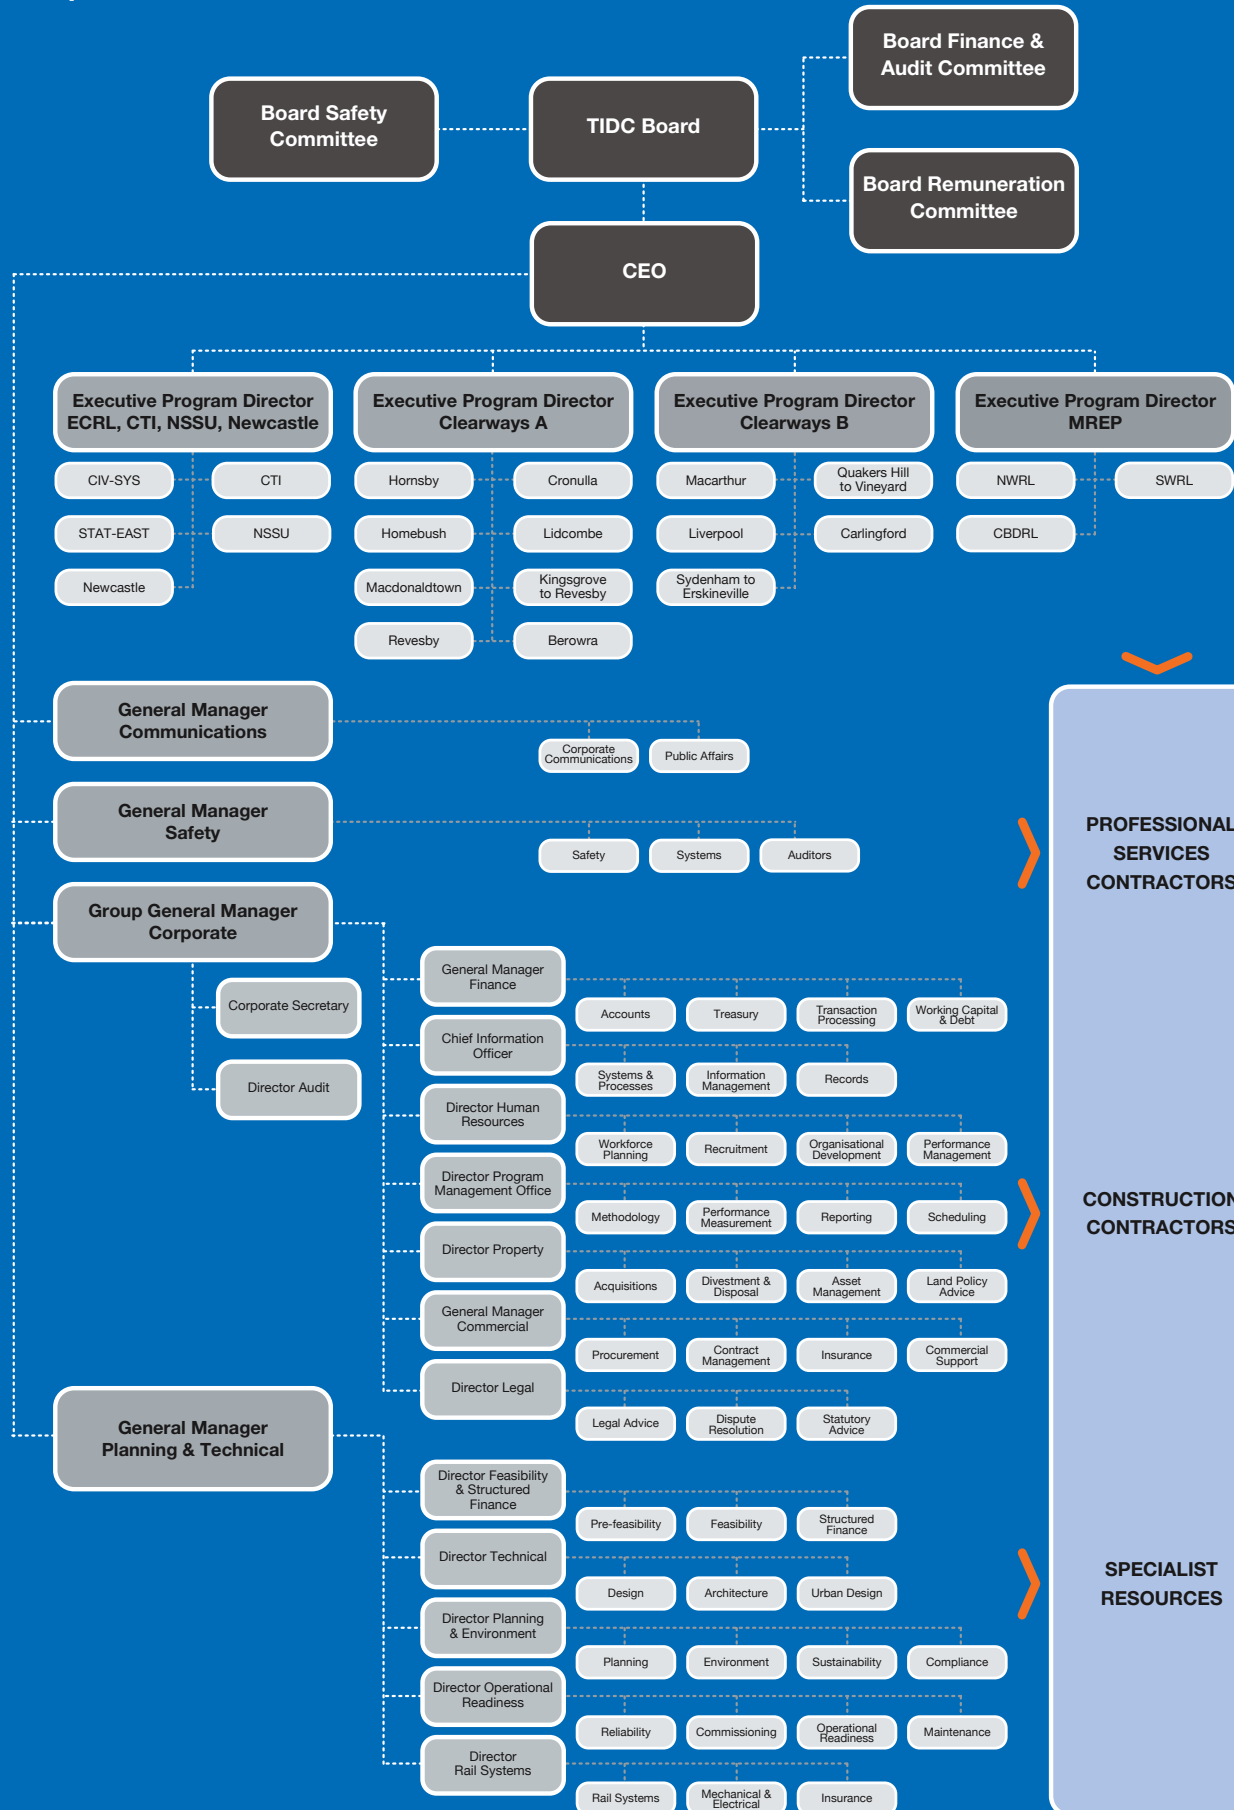 Board Finance &
Audit Committee
Board Safety
Committee
TIDC Board
Board Remuneration
Committee
CEO
Executive Program Director
ECRL, CTI, NSSU, Newcastle
Executive Program Director
Clearways A
Executive Program Director
Clearways B
Executive Program Director
MREP
CIV-SYS
CTI
STAT-EAST
NSSU
Newcastle
Hornsby
Cronulla
Homebush
Lidcombe
Macdonaldtown
Kingsgrove
to Revesby
Revesby
Berowra
Macarthur
Quakers Hill
to Vineyard
Liverpool
Carlingford
Sydenham to
Erskineville
NWRL
SWRL
CBDRL
General Manager
Communications
Corporate
Communications
Public Affairs
General Manager
Safety
Safety
Systems
Auditors
PROFESSIONAL
SERVICES
CONTRACTORS
Group General Manager
Corporate
Corporate Secretary
Director Audit
General Manager
Finance
Accounts
Treasury
Transaction
Processing
Working Capital
& Debt
Chief Information
Officer
Systems &
Processes
Information
Management
Records
Director Human
Resources
Workforce
Planning
Recruitment
Organisational
Development
Performance
Management
Director Program
Management Office
Methodology
Performance
Measurement
Reporting
Scheduling
CONSTRUCTION
CONTRACTORS
Director Property
Acquisitions
Divestment &
Disposal
Asset
Management
Land Policy
Advice
General Manager
Commercial
Procurement
Contract
Management
Insurance
Commercial
Support
Director Legal
Legal Advice
Dispute
Resolution
Statutory
Advice
General Manager
Planning & Technical
Director Feasibility
& Structured
Finance
Pre-feasibility
Feasibility
Structured
Finance
Director Technical
Design
Architecture
Urban Design
SPECIALIST
RESOURCES
Director Planning
& Environment
Planning
Environment
Sustainability
Compliance
Director Operational
Readiness
Reliability
Commissioning
Operational
Readiness
Maintenance
Director
Rail Systems
Rail Systems
Mechanical &
Electrical
Insurance